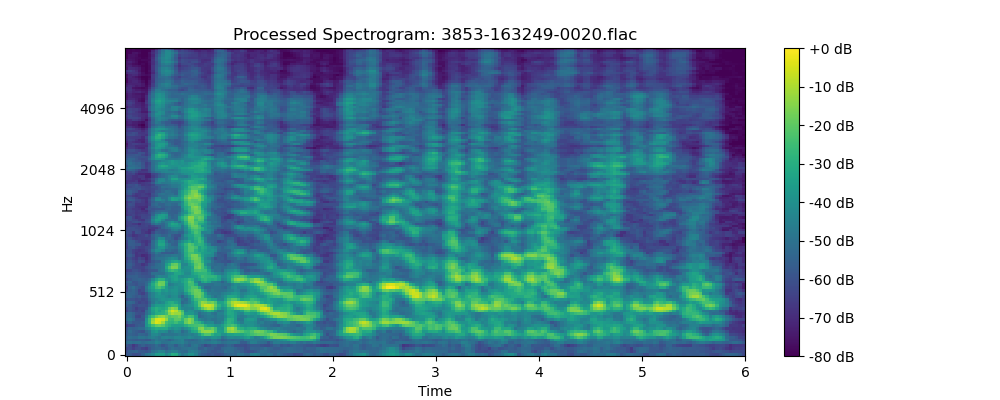 Processed Spectrogram: 3853-163249-0020.flac
Hz
4096
2048
1024
512
0
0 1 2 3 4 5 6
Time
+0 dB
-10 dB
-20 dB
-30 dB
-40 dB
-50 dB
-60 dB
-70 dB
-80 dB